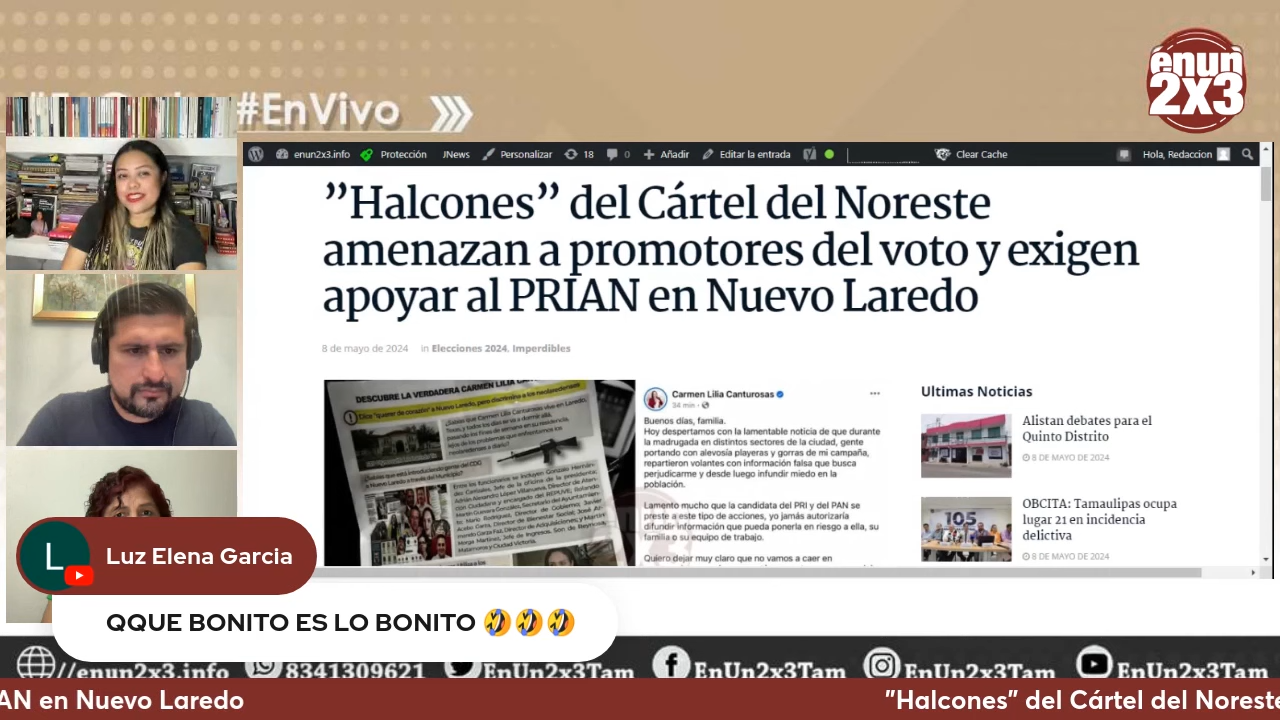 #EnVivo
énun
2x3
enun2x3.info Protección JNews Personalizar 18 0 Añadir Editar la entrada Clear Cache Hola, Redaccion
”Halcones” del Cártel del Noreste
amenazan a promotores del voto y exigen
apoyar al PRIAN en Nuevo Laredo
8 de mayo de 2024 in Elecciones 2024, Imperdibles
DESCUBRE LA VERDADERA CARMEN LILIA
Carmen Lilia Canturosas
34 min
Buenos días, familia.
Hoy despertamos con la lamentable noticia de que durante
la madrugada en distintos sectores de la ciudad, gente
portando con alevosía playeras y gorras de mi campaña,
repartieron volantes con información falsa que busca
perjudicarme y desde luego infundir miedo en la
población.
Lamento mucho que la candidata del PRI y del PAN se
preste a este tipo de acciones, yo jamás autorizaría
difundir información que pueda ponerla en riesgo a ella, su
familia o su equipo de trabajo.
Quiero dejar muy claro que no vamos a caer en
Ultimas Noticias
Alistan debates para el
Quinto Distrito
8 DE MAYO DE 2024
105
OBCITA: Tamaulipas ocupa
lugar 21 en incidencia
delictiva
8 DE MAYO DE 2024
L
Luz Elena Garcia
QQUE BONITO ES LO BONITO 🤣🤣🤣
//enun2x3.info 8341309621 EnUn2x3Tam EnUn2x3Tam EnUn2x3Tam EnUn2x3Tam
AN en Nuevo Laredo ”Halcones” del Cártel del Noreste